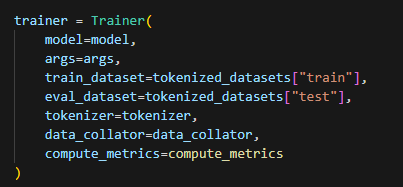 trainer = Trainer(
    model=model,
    args=args,
    train_dataset=tokenized_datasets["train"],
    eval_dataset=tokenized_datasets["test"],
    tokenizer=tokenizer,
    data_collator=data_collator,
    compute_metrics=compute_metrics
)